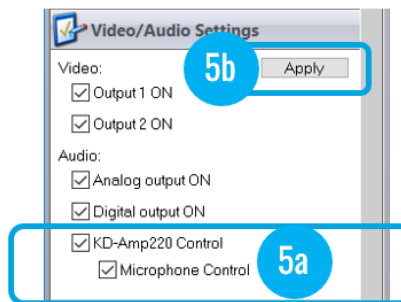 Video/Audio Settings
Video:
5b
Apply
Output 1 ON
Output 2 ON
Audio:
Analog output ON
Digital output ON
KD-Amp220 Control
Microphone Control
5a